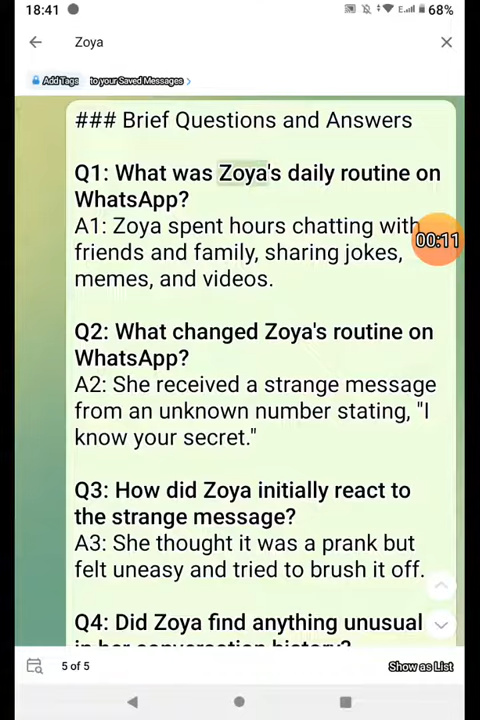 18:41
68%
Zoya
Add Tags to your Saved Messages >
### Brief Questions and Answers
Q1: What was Zoya's daily routine on
WhatsApp?
A1: Zoya spent hours chatting with
friends and family, sharing jokes,
memes, and videos.
00:11
Q2: What changed Zoya's routine on
WhatsApp?
A2: She received a strange message
from an unknown number stating, "I
know your secret."
Q3: How did Zoya initially react to
the strange message?
A3: She thought it was a prank but
felt uneasy and tried to brush it off.
Q4: Did Zoya find anything unusual
in her conversation history?
5 of 5
Show as List